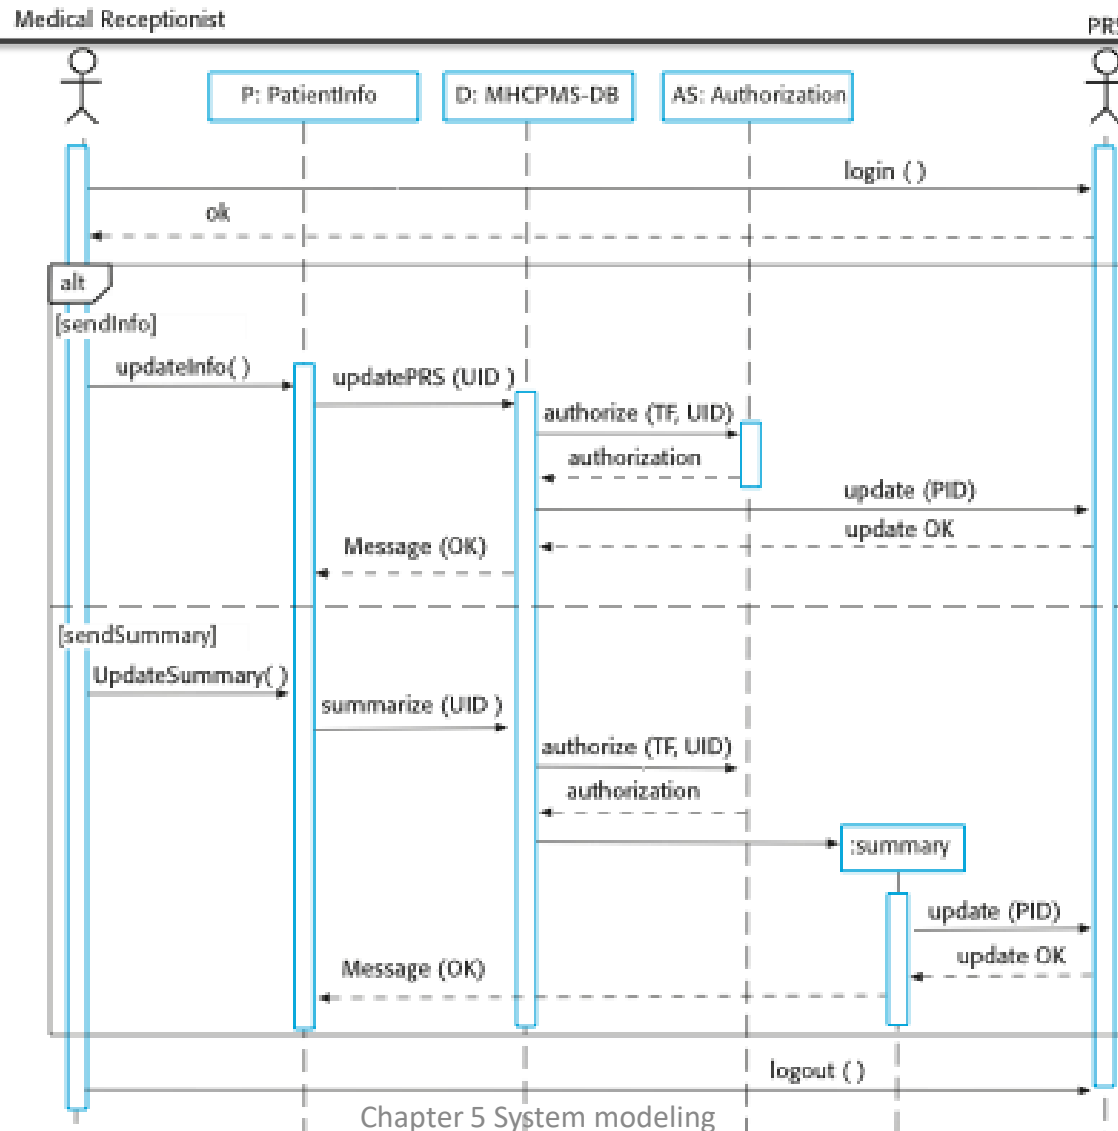 Medical Receptionist
PRS
P: PatientInfo
D: MHCPMS-DB
AS: Authorization
login ( )
ok
alt
[sendInfo]
updateInfo( )
updatePRS (UID )
authorize (TF, UID)
authorization
update (PID)
update OK
Message (OK)
[sendSummary]
UpdateSummary( )
summarize (UID )
authorize (TF, UID)
authorization
:summary
update (PID)
update OK
Message (OK)
logout ( )
Chapter 5 System modeling